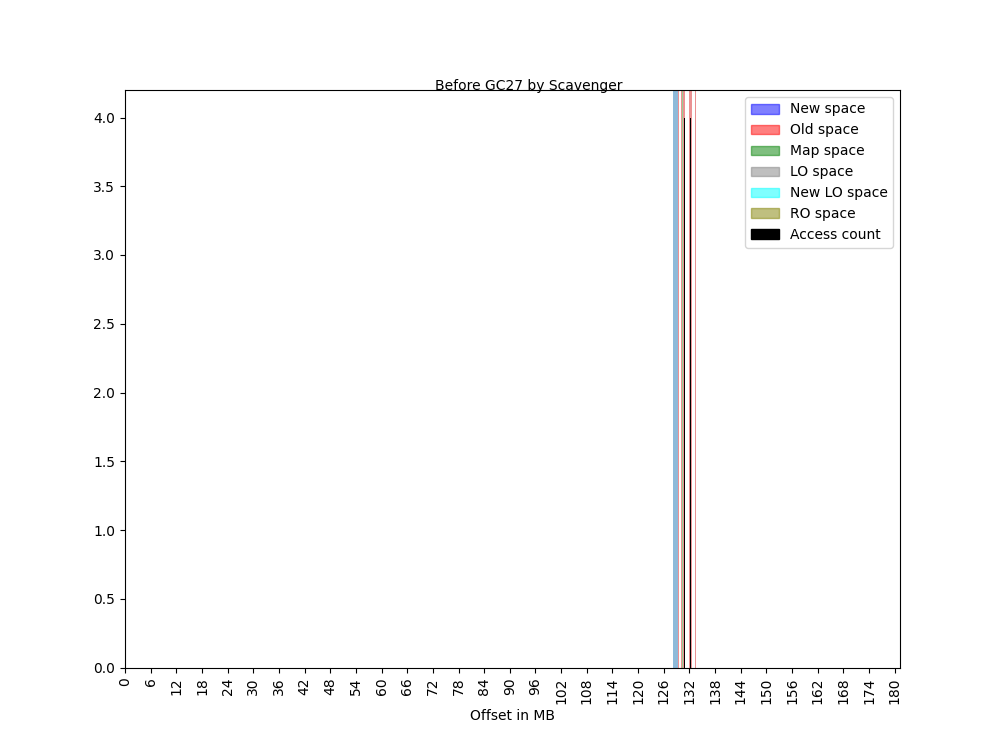 Before GC27 by Scavenger
New space
Old space
Map space
LO space
New LO space
RO space
Access count
4.0
3.5
3.0
2.5
2.0
1.5
1.0
0.5
0.0
0 6 12 18 24 30 36 42 48 54 60 66 72 78 84 90 96 102 108 114 120 126 132 138 144 150 156 162 168 174 180
Offset in MB